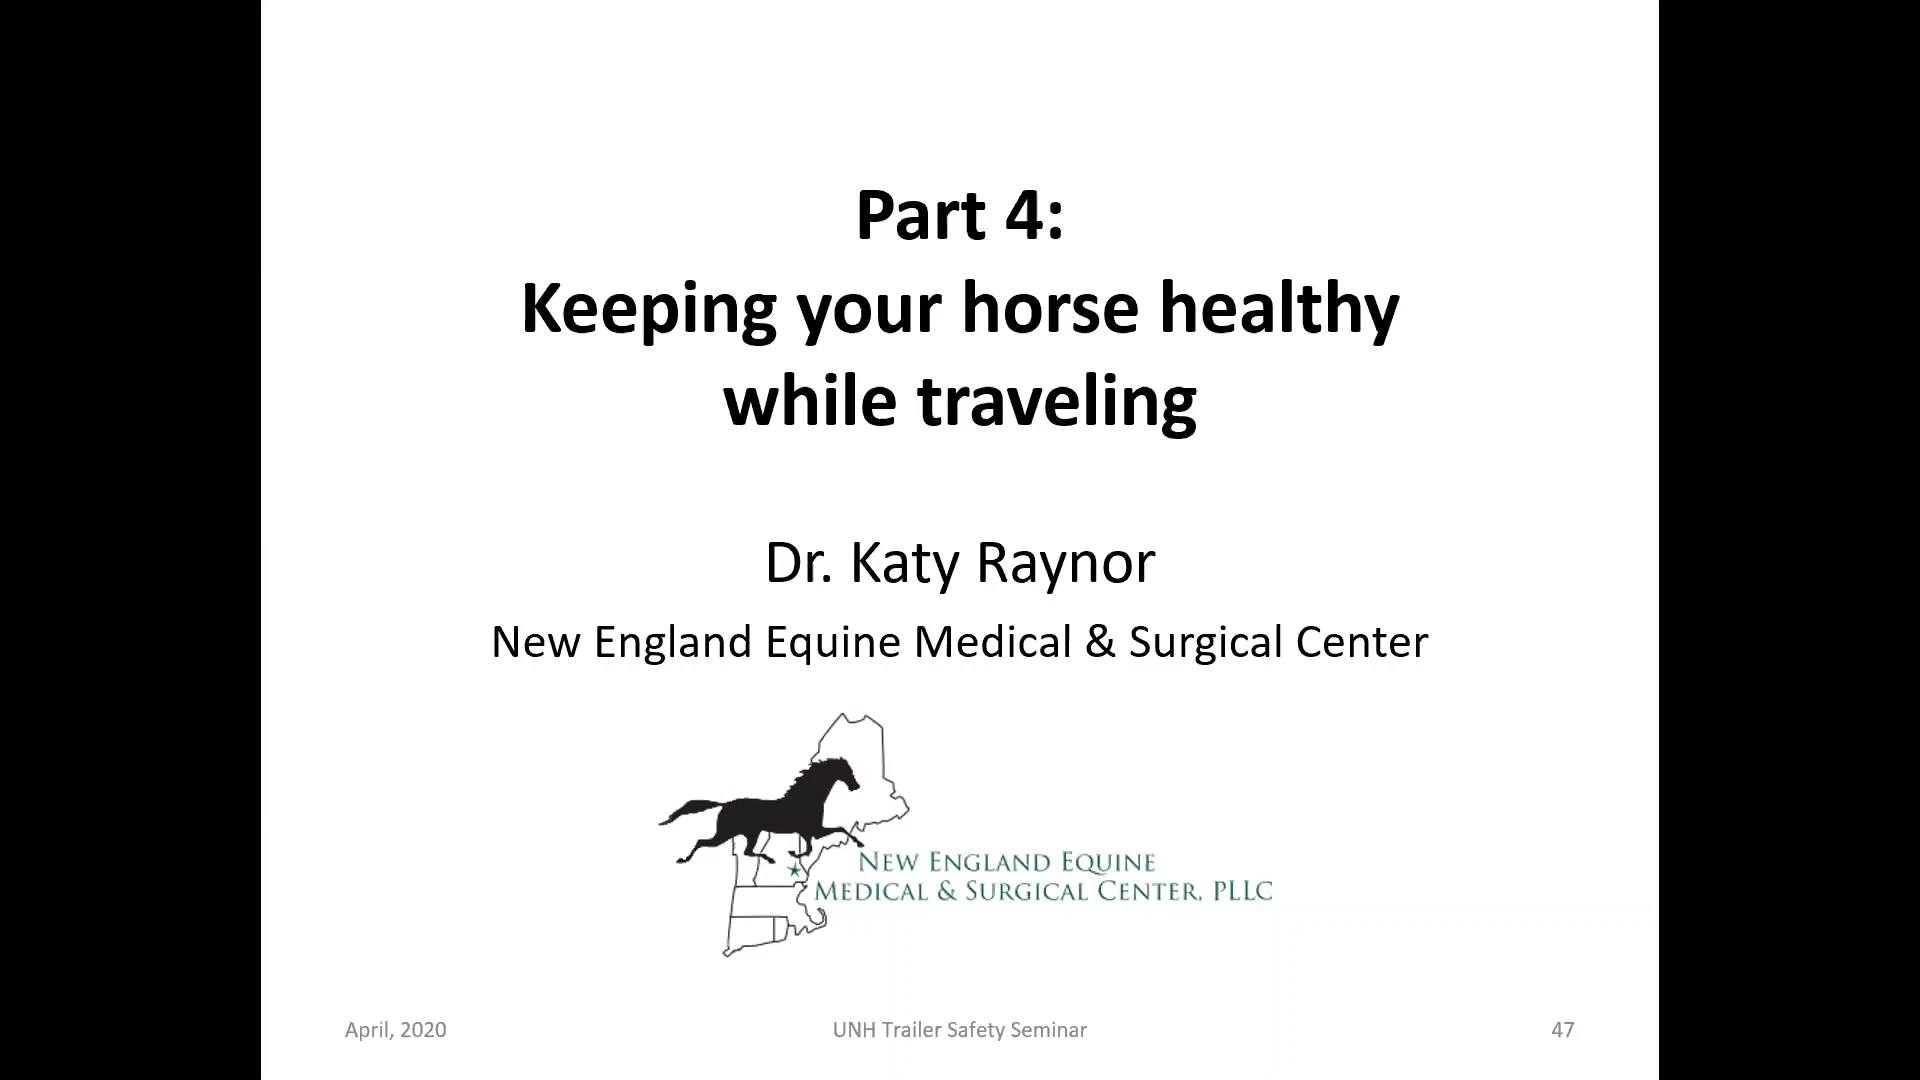 Part 4:
Keeping your horse healthy
while traveling
Dr. Katy Raynor
New England Equine Medical & Surgical Center
New England Equine
Medical & Surgical Center, PLLC
April, 2020
UNH Trailer Safety Seminar
47